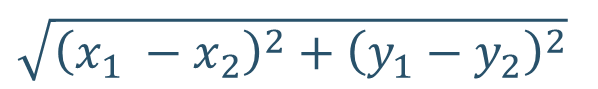 √(x₁ − x₂)² + (y₁ − y₂)²